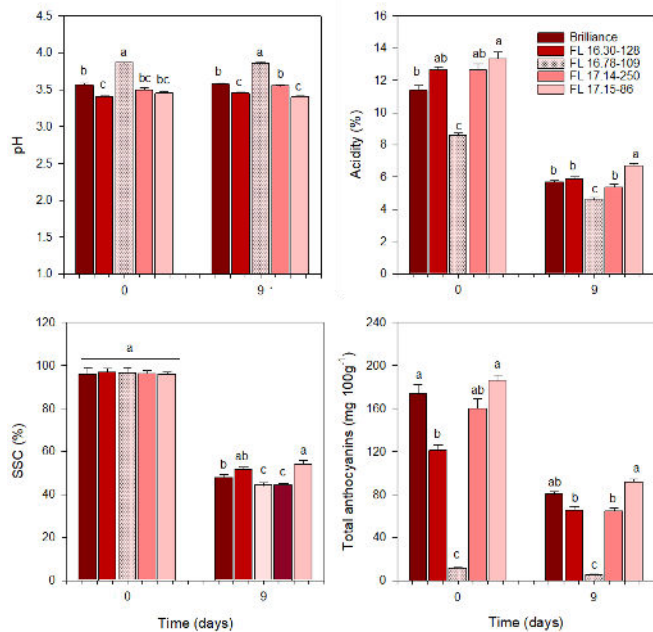 4.5
4.0
3.5
3.0
2.5
2.0
1.5
1.0
pH
b c a bc bc
b c a b c
0 9
16
14
12
10
8
6
4
2
0
Acidity (%)
b ab c ab a
b b c b a
0 9
Brilliance
FL 16.30-128
FL 16.78-109
FL 17.14-250
FL 17.15-86
120
100
80
60
40
20
0
SSC (%)
a
b ab c c a
0 9
Time (days)
240
200
160
120
80
40
0
Total anthocyanins (mg 100g⁻¹)
a b c ab a
ab b c b a
0 9
Time (days)